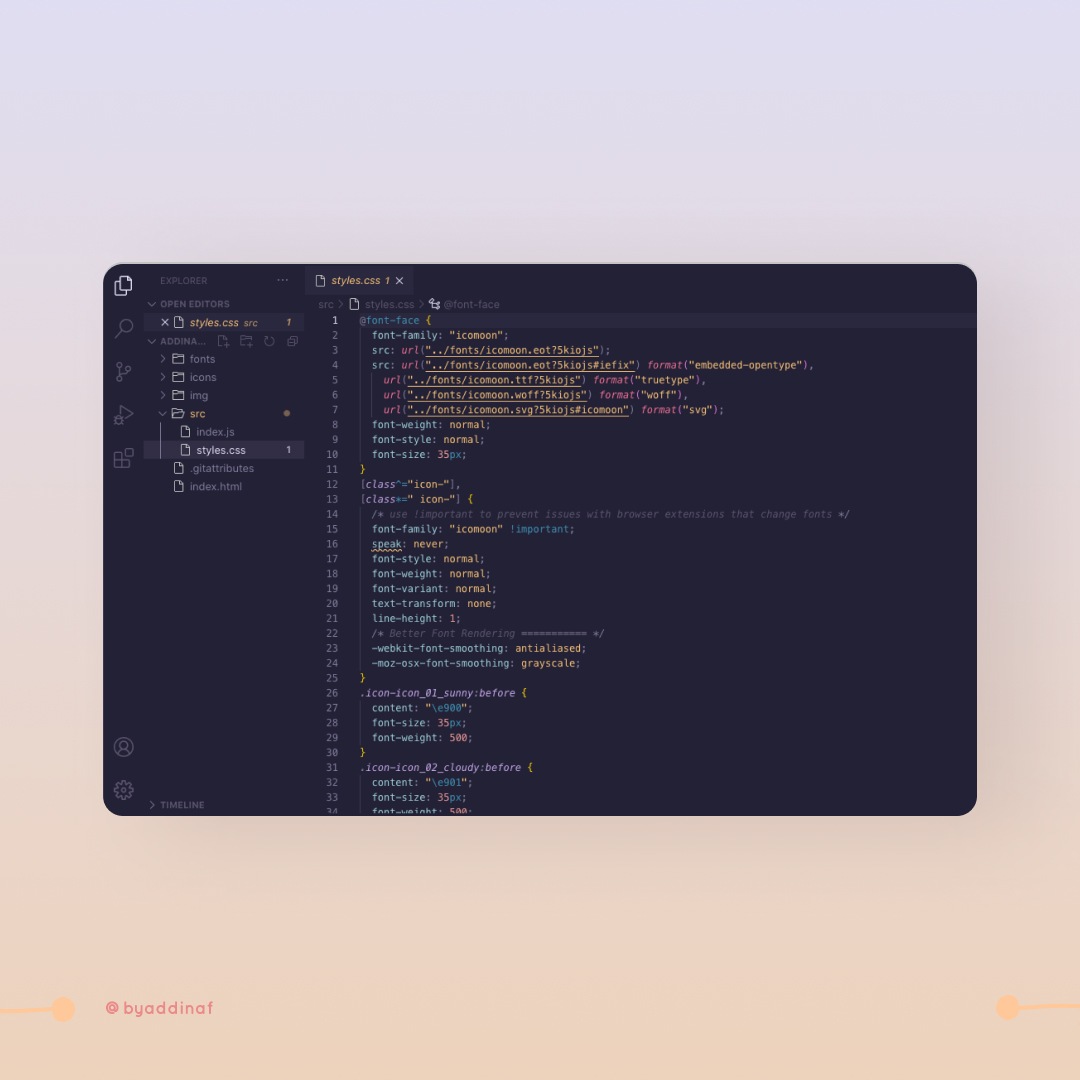 EXPLORER ...
OPEN EDITORS
styles.css src 1
ADDINA...
fonts
icons
img
src
index.js
styles.css 1
.gitattributes
index.html
TIMELINE
styles.css 1
src > styles.css > @font-face
1 @font-face {
2 font-family: "icomoon";
3 src: url("../fonts/icomoon.eot?5kiojs");
4 src: url("../fonts/icomoon.eot?5kiojs#iefix") format("embedded-opentype"),
5 url("../fonts/icomoon.ttf?5kiojs") format("truetype"),
6 url("../fonts/icomoon.woff?5kiojs") format("woff"),
7 url("../fonts/icomoon.svg?5kiojs#icomoon") format("svg");
8 font-weight: normal;
9 font-style: normal;
10 font-size: 35px;
11 }
12 [class^="icon-"],
13 [class*=" icon-"] {
14 /* use !important to prevent issues with browser extensions that change fonts */
15 font-family: "icomoon" !important;
16 speak: never;
17 font-style: normal;
18 font-weight: normal;
19 font-variant: normal;
20 text-transform: none;
21 line-height: 1;
22 /* Better Font Rendering =========== */
23 -webkit-font-smoothing: antialiased;
24 -moz-osx-font-smoothing: grayscale;
25 }
26 .icon-icon_01_sunny:before {
27 content: "\e900";
28 font-size: 35px;
29 font-weight: 500;
30 }
31 .icon-icon_02_cloudy:before {
32 content: "\e901";
33 font-size: 35px;
34 font-weight: 500;
@byaddinaf